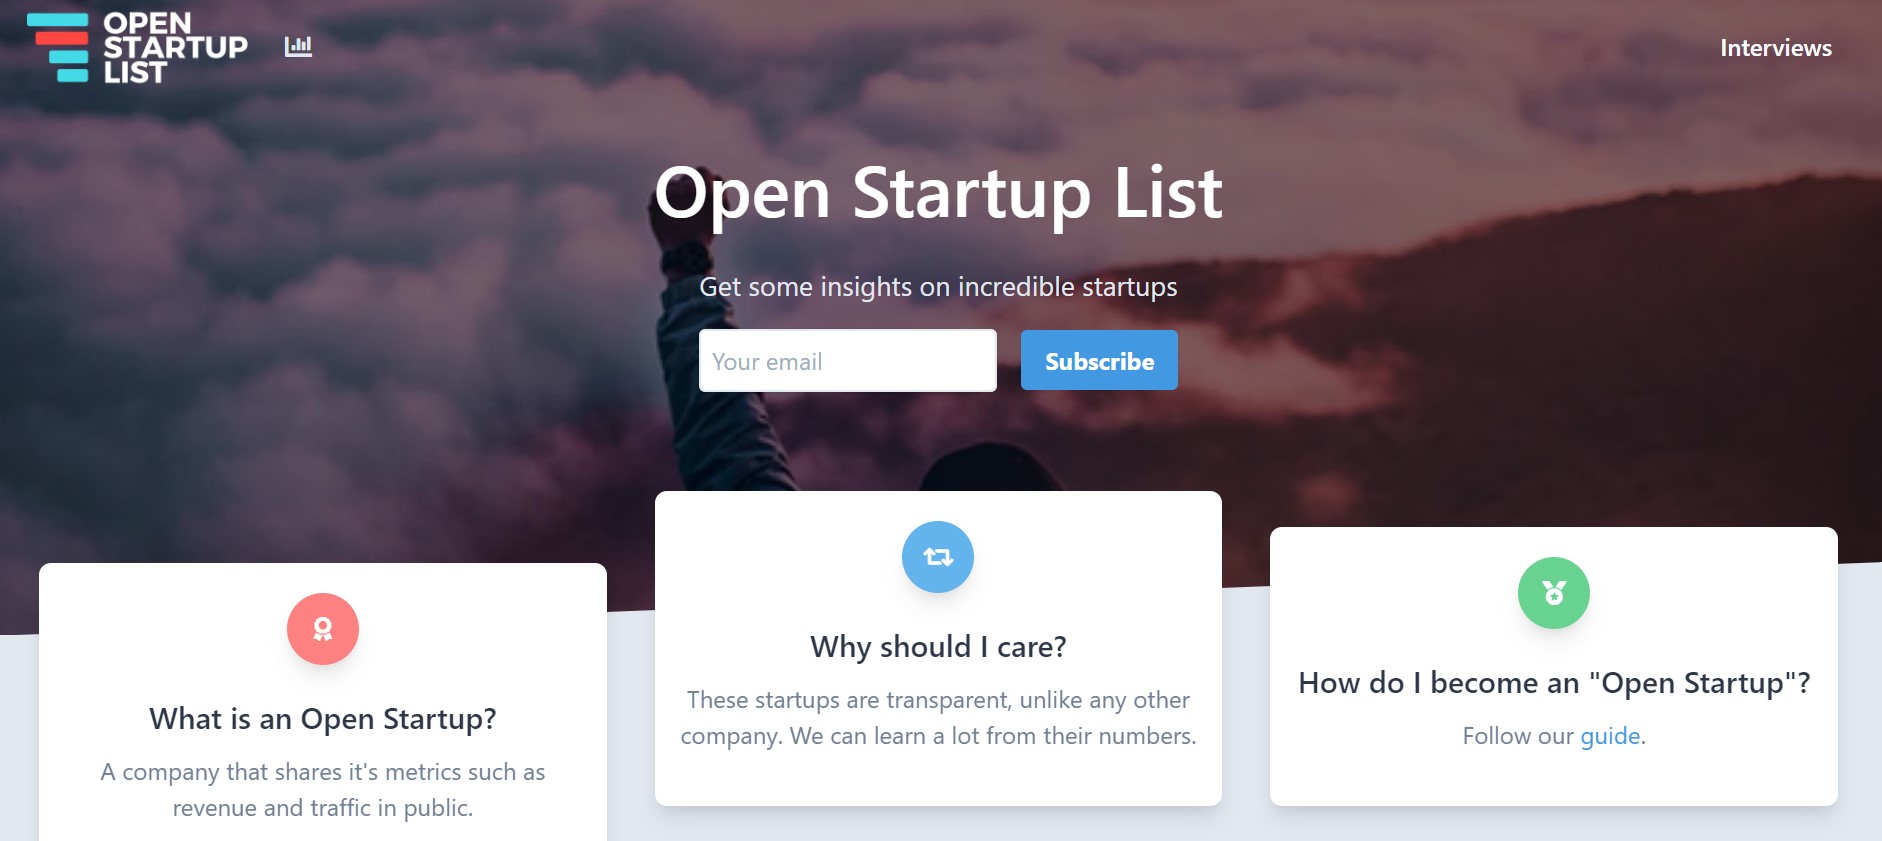 OPEN
STARTUP
LIST
Interviews
Open Startup List
Get some insights on incredible startups
Your email
Subscribe
What is an Open Startup?
A company that shares it's metrics such as
revenue and traffic in public.
Why should I care?
These startups are transparent, unlike any other
company. We can learn a lot from their numbers.
How do I become an "Open Startup"?
Follow our guide.